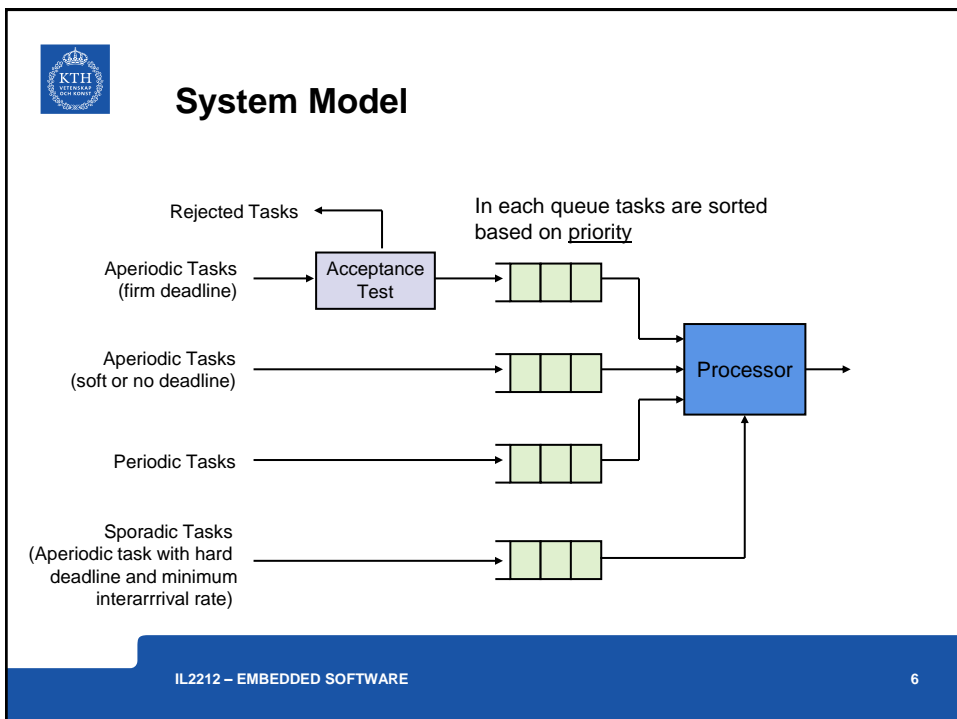 KTH
VETENSKAP
OCH KONST
System Model
Rejected Tasks
In each queue tasks are sorted
based on priority
Aperiodic Tasks
(firm deadline)
Acceptance
Test
Aperiodic Tasks
(soft or no deadline)
Processor
Periodic Tasks
Sporadic Tasks
(Aperiodic task with hard
deadline and minimum
interarrrival rate)
IL2212 – EMBEDDED SOFTWARE
6